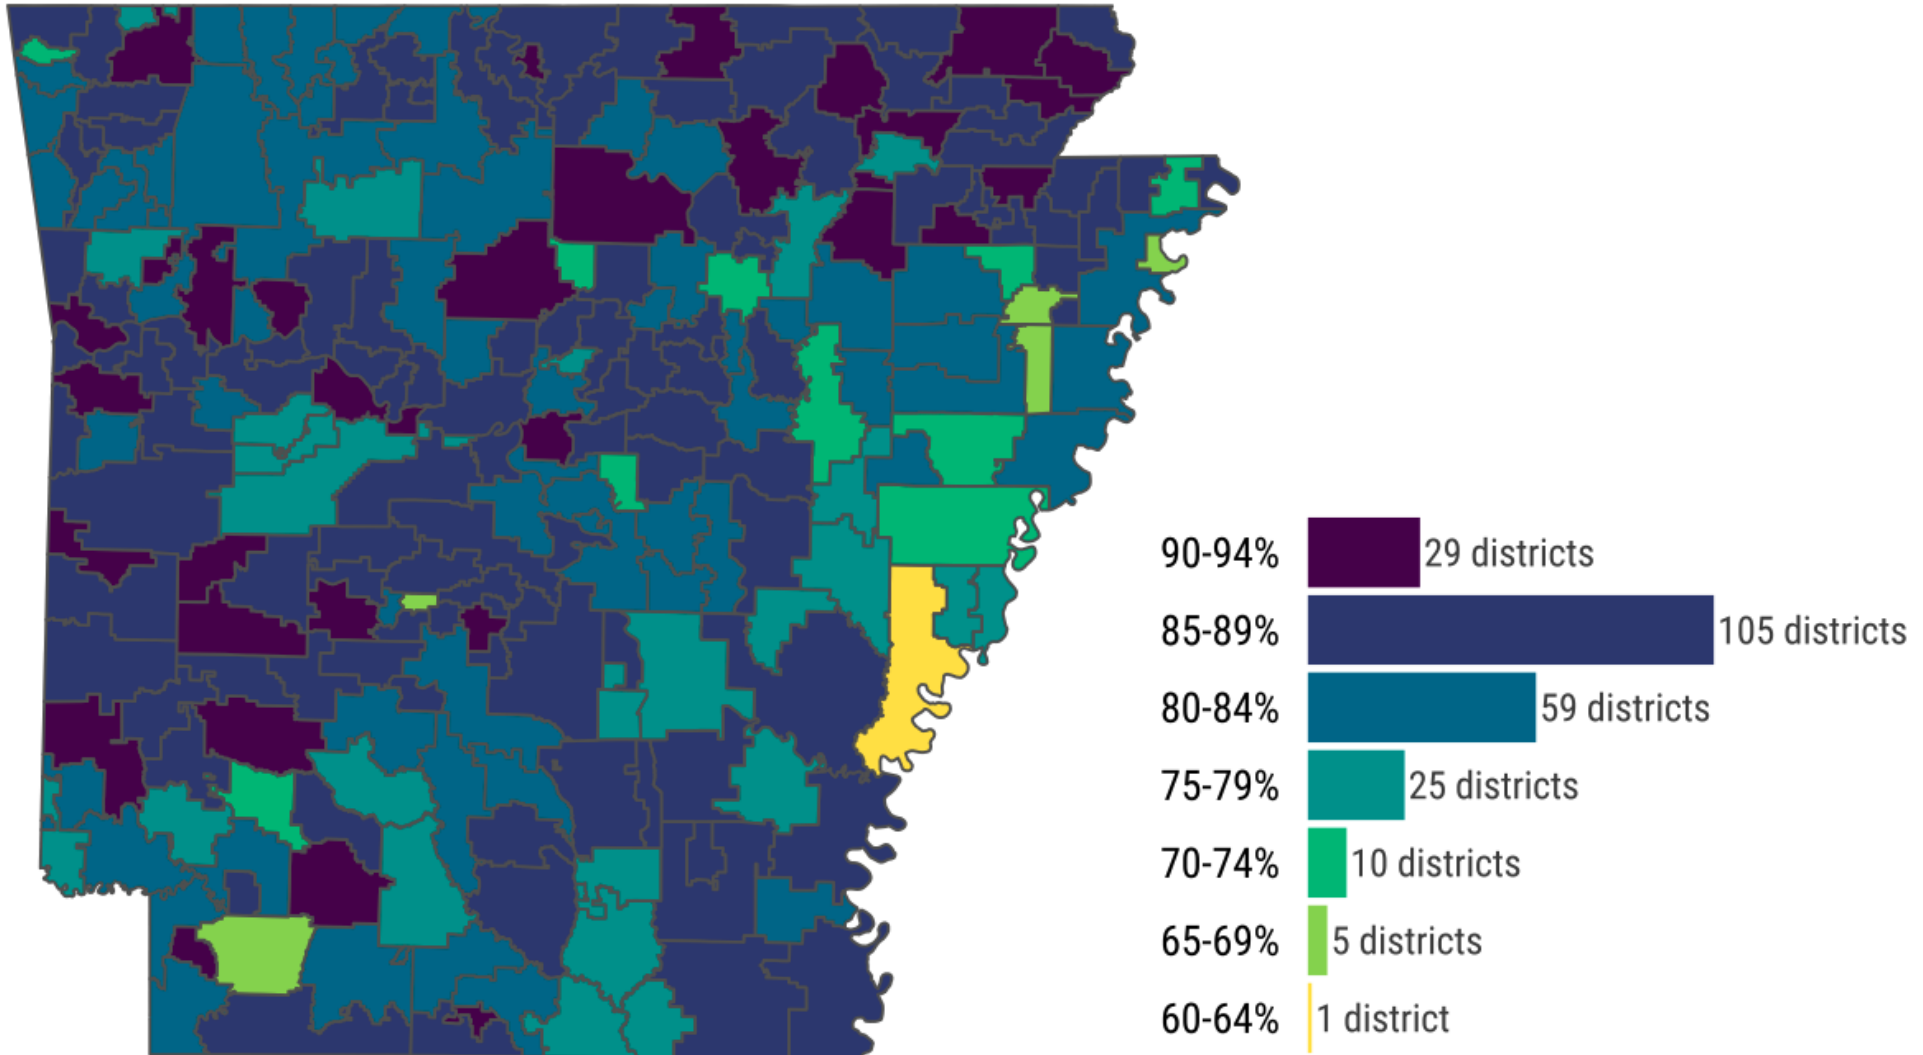 90-94% 29 districts
85-89% 105 districts
80-84% 59 districts
75-79% 25 districts
70-74% 10 districts
65-69% 5 districts
60-64% 1 district